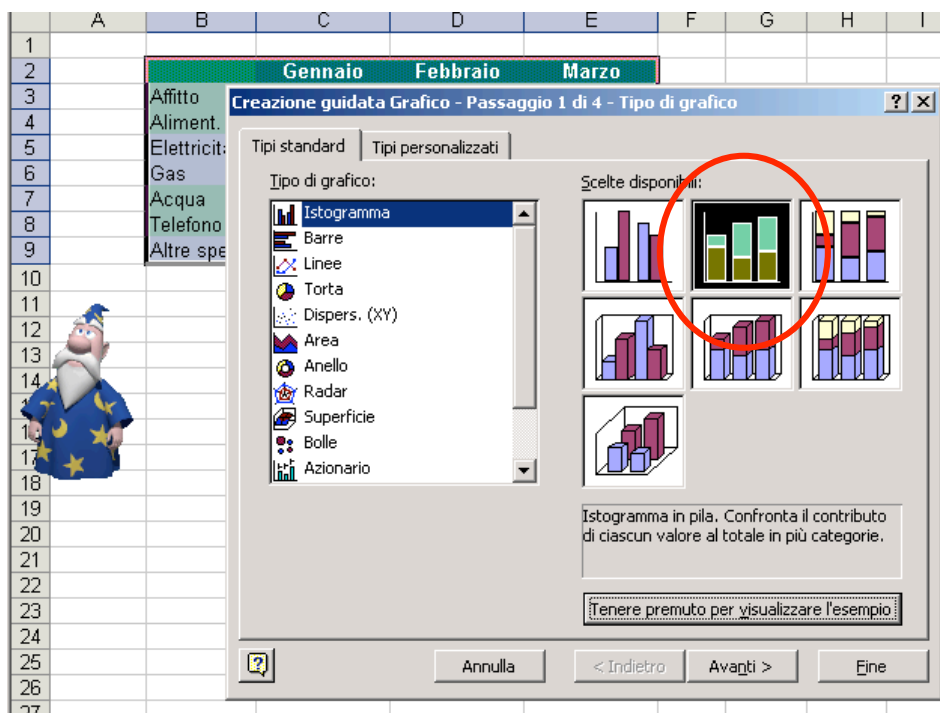 A B C D E F G H I
1
2 Gennaio Febbraio Marzo
3 Affitto
4 Aliment.
5 Elettricit
6 Gas
7 Acqua
8 Telefono
9 Altre spe
10
11
12
13
14
17
18
19
20
21
22
23
24
25
26
27
Creazione guidata Grafico - Passaggio 1 di 4 - Tipo di grafico
Tipi standard Tipi personalizzati
Tipo di grafico:
Istogramma
Barre
Linee
Torta
Dispers. (XY)
Area
Anello
Radar
Superficie
Bolle
Azionario
Scelte disponibili:
Istogramma in pila. Confronta il contributo
di ciascun valore al totale in più categorie.
Tenere premuto per visualizzare l'esempio
Annulla < Indietro Avanti > Fine